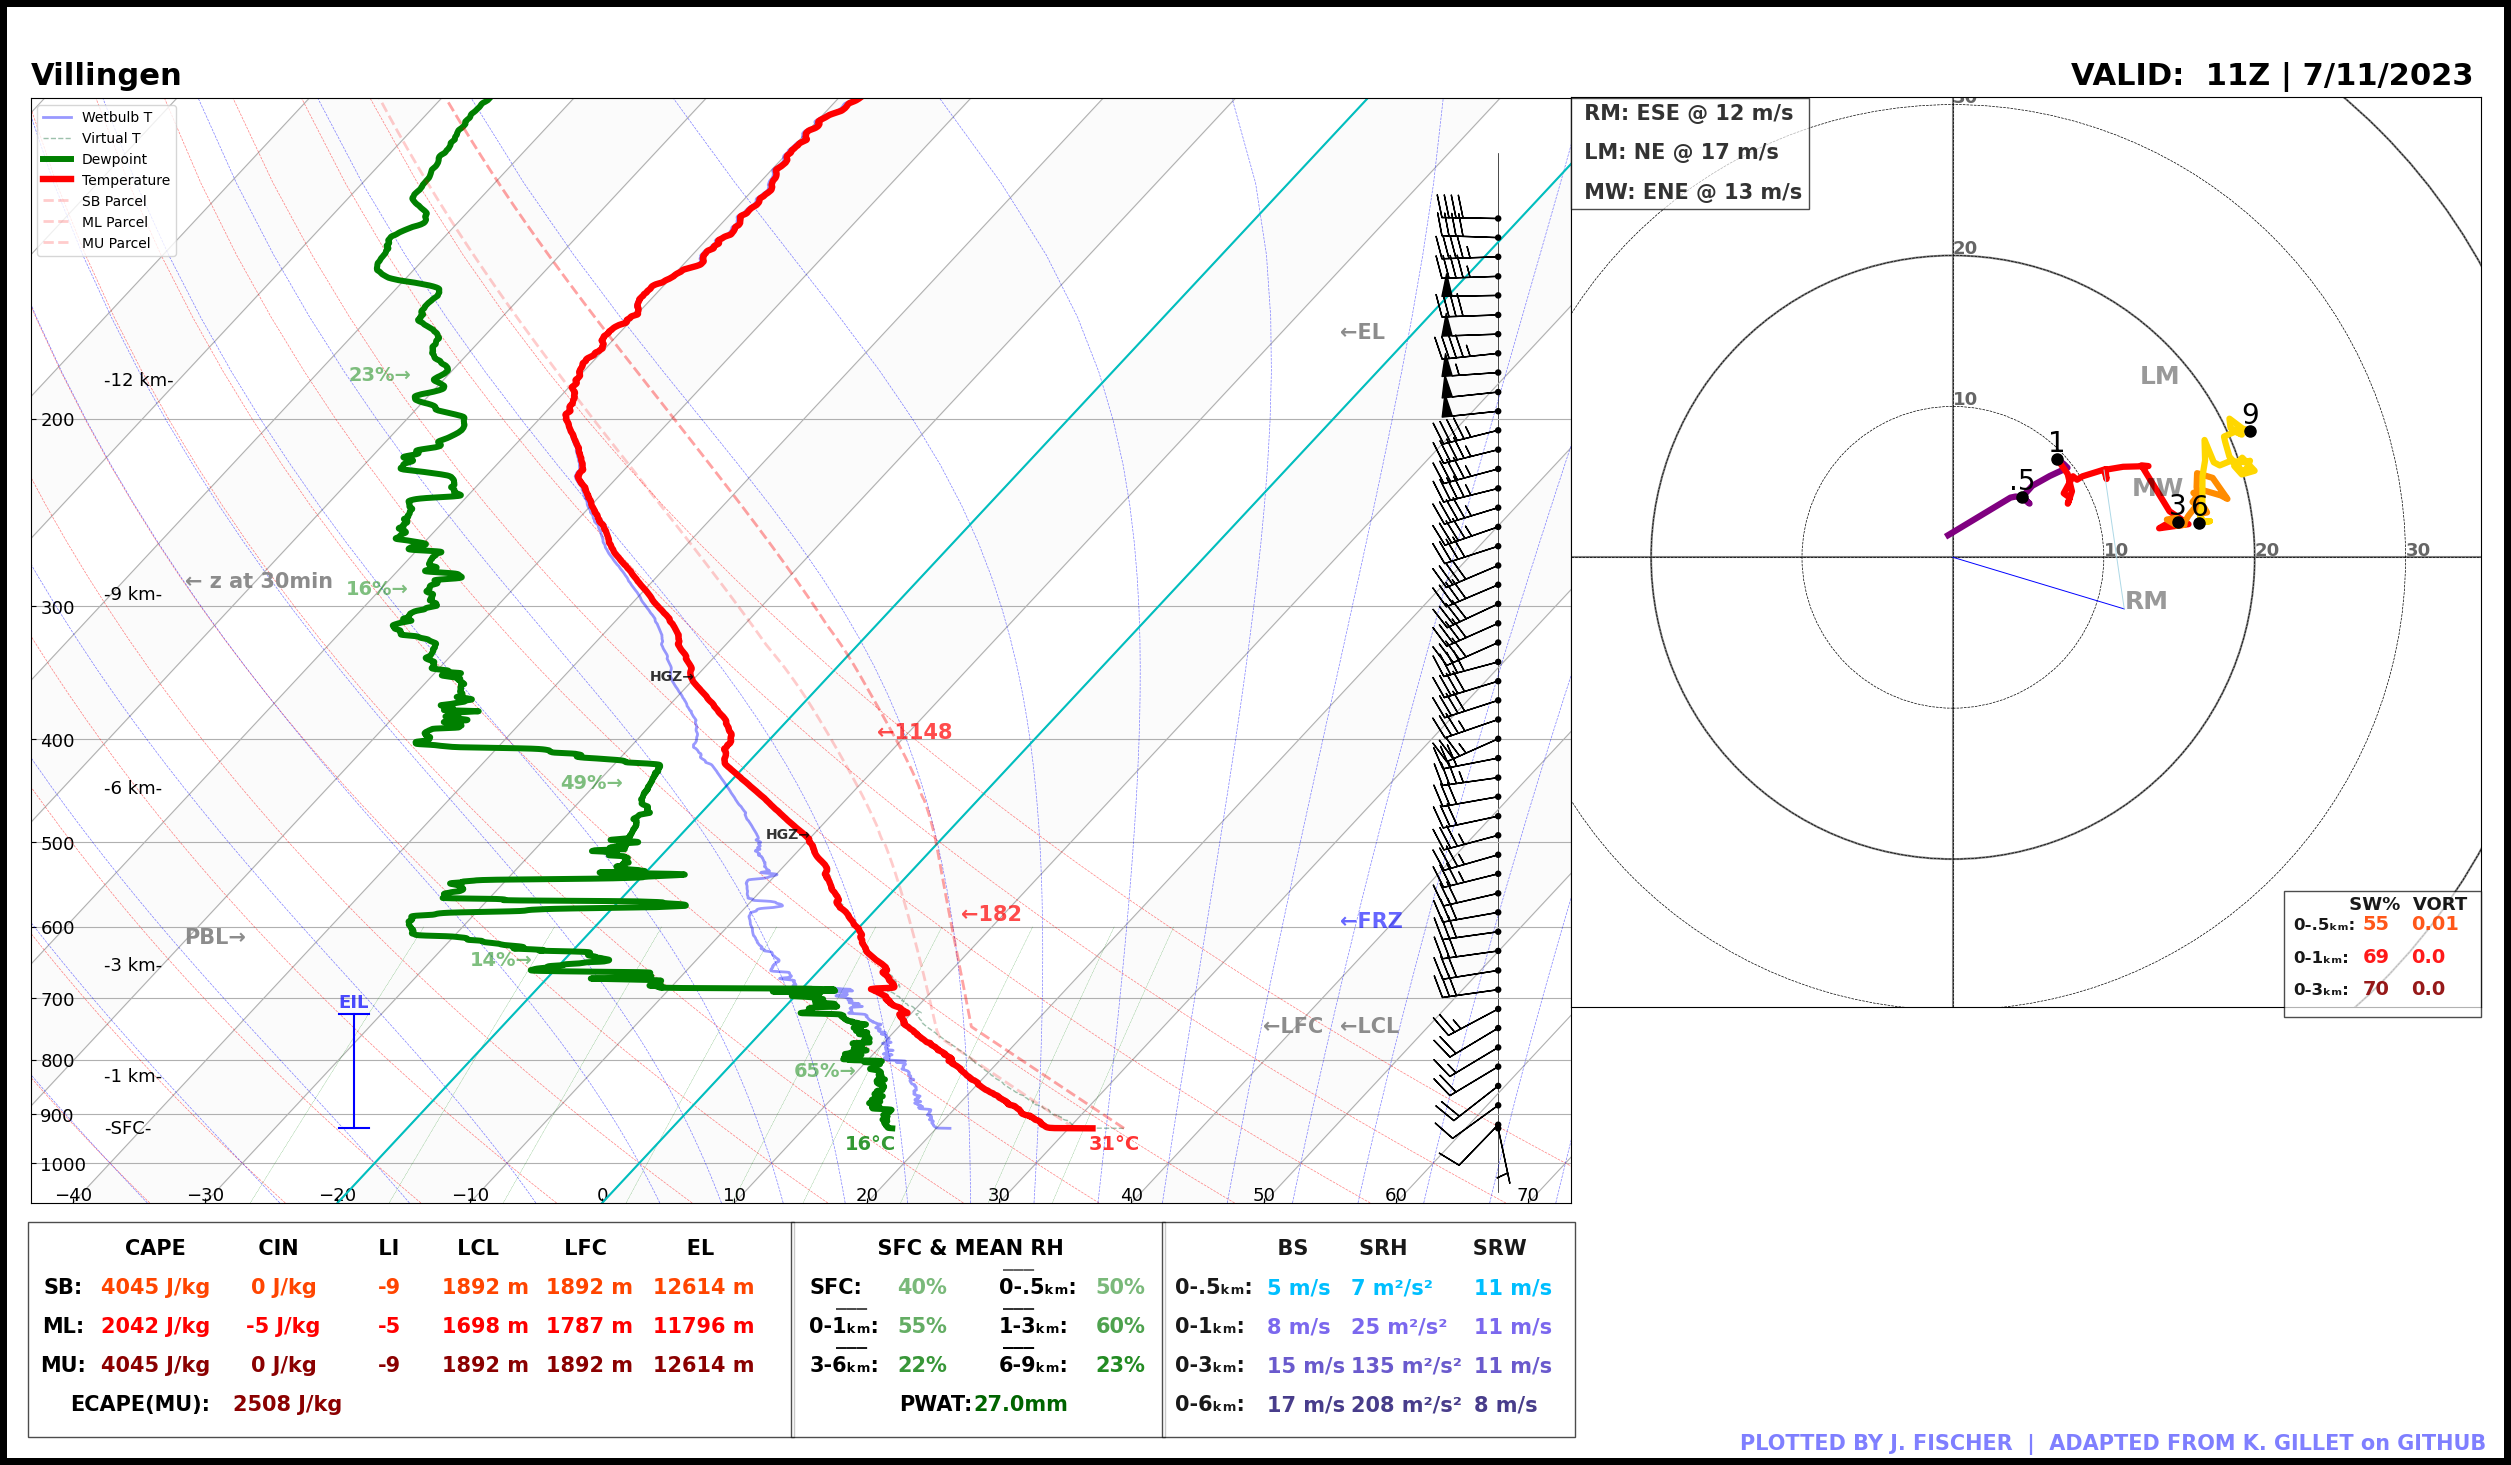 Villingen
VALID:  11Z | 7/11/2023
Wetbulb T
Virtual T
Dewpoint
Temperature
SB Parcel
ML Parcel
MU Parcel
RM: ESE @ 12 m/s
LM: NE @ 17 m/s
MW: ENE @ 13 m/s
30
20
10
10 20 30
LM
MW
RM
.5 1 3 6 9
←EL
-12 km- 23%→
200
← z at 30min 16%→
-9 km-
300
HGZ→
←1148
400
49%→
-6 km-
HGZ→
500
←182
←FRZ
600
PBL→
14%→
-3 km-
EIL
700
←LFC ←LCL
800
65%→
-1 km-
900
-SFC-
16°C 31°C
1000
−40 −30 −20 −10 0 10 20 30 40 50 60 70
SW% VORT
0-.5ₖₘ: 55 0.01
0-1ₖₘ: 69 0.0
0-3ₖₘ: 70 0.0
CAPE CIN LI LCL LFC EL
SB: 4045 J/kg 0 J/kg -9 1892 m 1892 m 12614 m
ML: 2042 J/kg -5 J/kg -5 1698 m 1787 m 11796 m
MU: 4045 J/kg 0 J/kg -9 1892 m 1892 m 12614 m
ECAPE(MU): 2508 J/kg
SFC & MEAN RH
SFC: 40% 0-.5ₖₘ: 50%
0-1ₖₘ: 55% 1-3ₖₘ: 60%
3-6ₖₘ: 22% 6-9ₖₘ: 23%
PWAT: 27.0mm
BS SRH SRW
0-.5ₖₘ: 5 m/s 7 m²/s² 11 m/s
0-1ₖₘ: 8 m/s 25 m²/s² 11 m/s
0-3ₖₘ: 15 m/s 135 m²/s² 11 m/s
0-6ₖₘ: 17 m/s 208 m²/s² 8 m/s
PLOTTED BY J. FISCHER | ADAPTED FROM K. GILLET on GITHUB